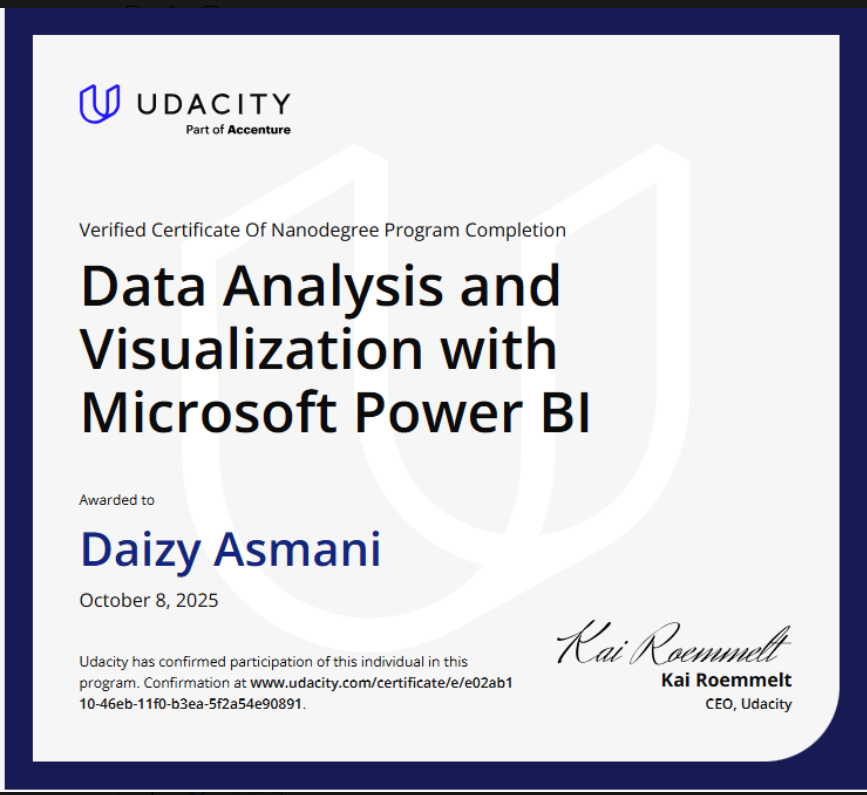 UDACITY
Part of Accenture
Verified Certificate Of Nanodegree Program Completion
Data Analysis and
Visualization with
Microsoft Power BI
Awarded to
Daizy Asmani
October 8, 2025
Udacity has confirmed participation of this individual in this
program. Confirmation at www.udacity.com/certificate/e/e02ab1
10-46eb-11f0-b3ea-5f2a54e90891.
Kai Roemmelt
Kai Roemmelt
CEO, Udacity